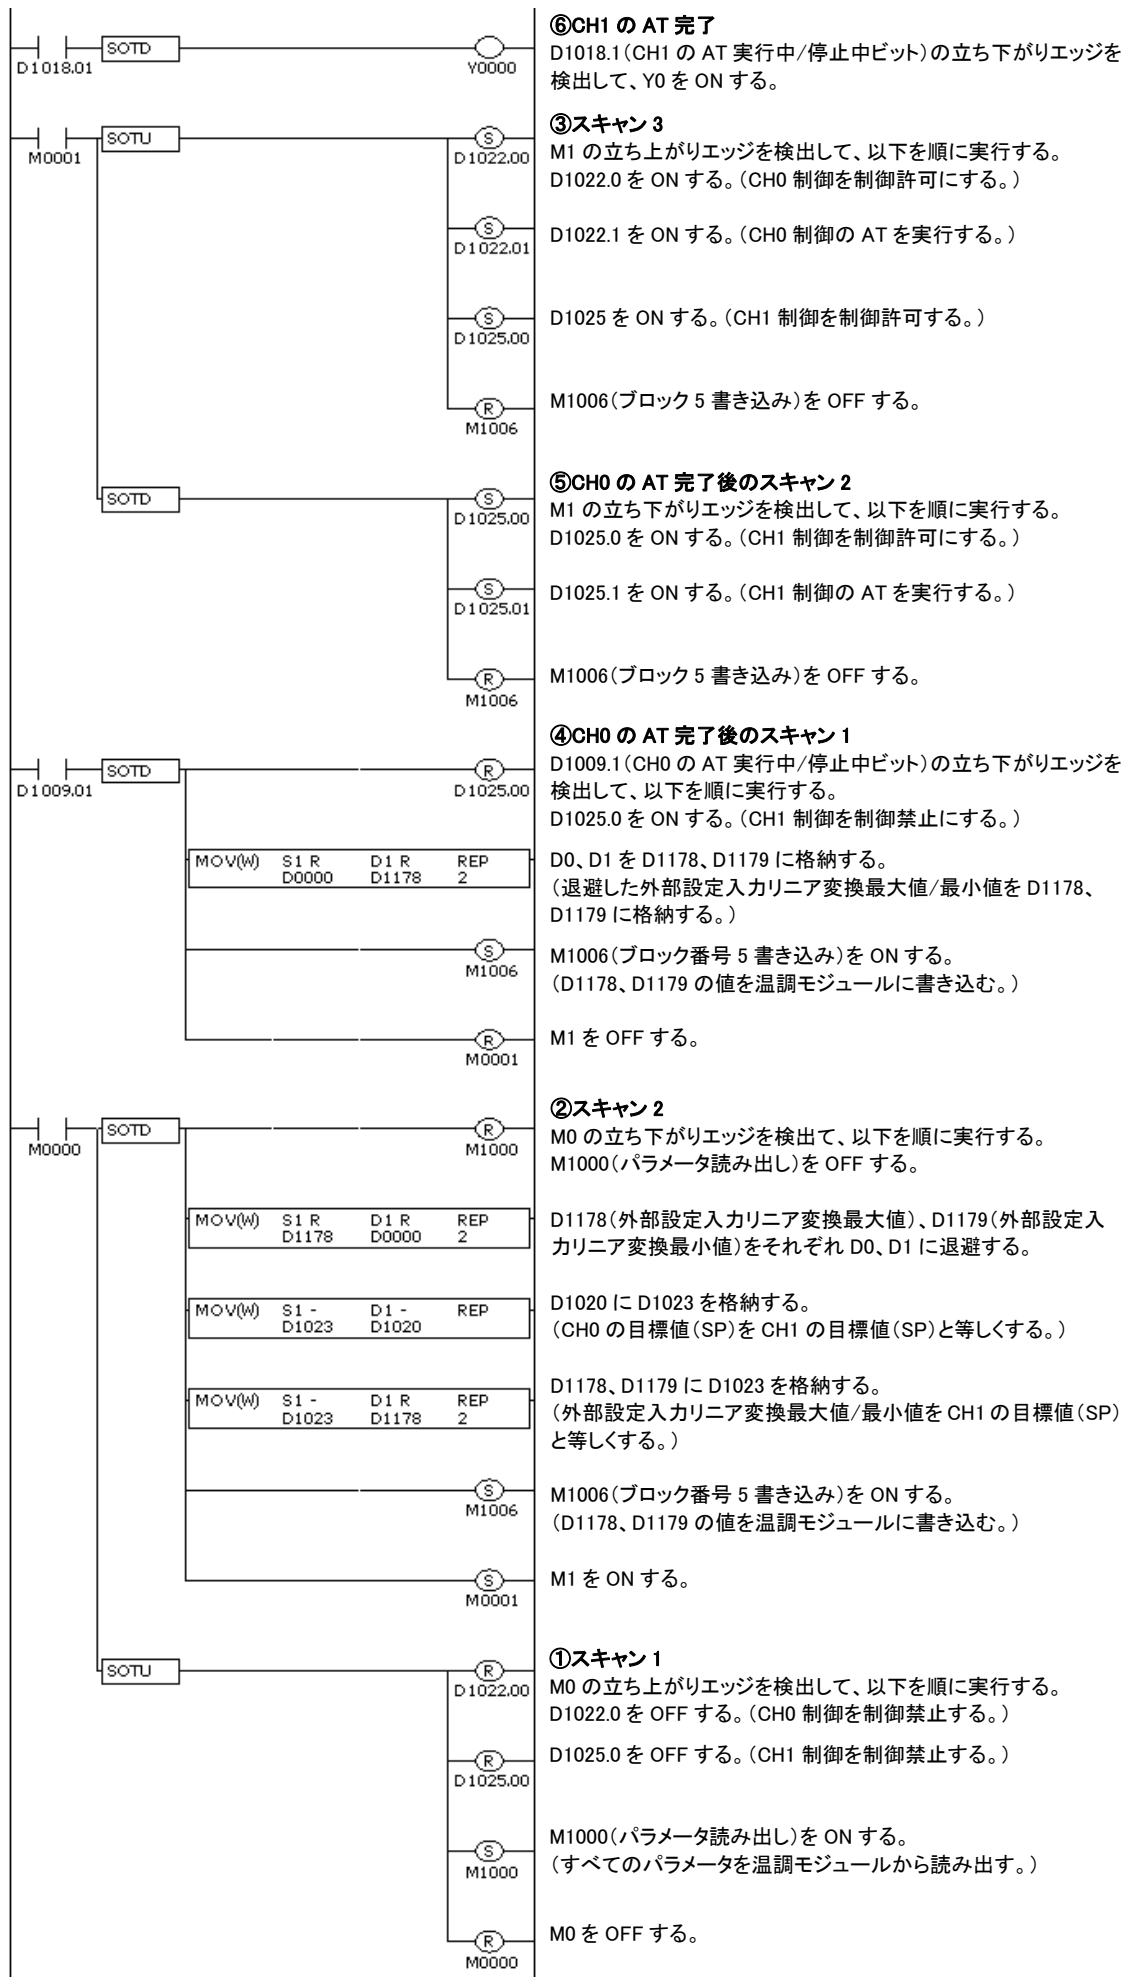 ⑥CH1 の AT 完了
SOTD
D1018.01
Y0000
D1018.1(CH1 の AT 実行中/停止中ビット)の立ち下がりエッジを
検出して、Y0 を ON する。
③スキャン 3
M0001
SOTU
D1022.00
S
M1 の立ち上がりエッジを検出して、以下を順に実行する。
D1022.0 を ON する。(CH0 制御を制御許可にする。)
S
D1022.01
D1022.1 を ON する。(CH0 制御の AT を実行する。)
S
D1025.00
D1025 を ON する。(CH1 制御を制御許可する。)
R
M1006
M1006(ブロック 5 書き込み)を OFF する。
⑤CH0 の AT 完了後のスキャン 2
SOTD
S
D1025.00
M1 の立ち下がりエッジを検出して、以下を順に実行する。
D1025.0 を ON する。(CH1 制御を制御許可にする。)
S
D1025.01
D1025.1 を ON する。(CH1 制御の AT を実行する。)
R
M1006
M1006(ブロック 5 書き込み)を OFF する。
④CH0 の AT 完了後のスキャン 1
D1009.01
SOTD
R
D1025.00
D1009.1(CH0 の AT 実行中/停止中ビット)の立ち下がりエッジを
検出して、以下を順に実行する。
D1025.0 を ON する。(CH1 制御を制御禁止にする。)
MOV(W) S1 R D1 R REP
D0000 D1178 2
D0、D1 を D1178、D1179 に格納する。
(退避した外部設定入力リニア変換最大値/最小値を D1178、
D1179 に格納する。)
S
M1006
M1006(ブロック番号 5 書き込み)を ON する。
(D1178、D1179 の値を温調モジュールに書き込む。)
R
M0001
M1 を OFF する。
②スキャン 2
M0000
SOTD
R
M1000
M0 の立ち下がりエッジを検出て、以下を順に実行する。
M1000(パラメータ読み出し)を OFF する。
MOV(W) S1 R D1 R REP
D1178 D0000 2
D1178(外部設定入力リニア変換最大値)、D1179(外部設定入
力リニア変換最小値)をそれぞれ D0、D1 に退避する。
MOV(W) S1 - D1 - REP
D1023 D1020
D1020 に D1023 を格納する。
(CH0 の目標値(SP)を CH1 の目標値(SP)と等しくする。)
MOV(W) S1 - D1 R REP
D1023 D1178 2
D1178、D1179 に D1023 を格納する。
(外部設定入力リニア変換最大値/最小値を CH1 の目標値(SP)
と等しくする。)
S
M1006
M1006(ブロック番号 5 書き込み)を ON する。
(D1178、D1179 の値を温調モジュールに書き込む。)
S
M0001
M1 を ON する。
①スキャン 1
SOTU
R
D1022.00
M0 の立ち上がりエッジを検出して、以下を順に実行する。
D1022.0 を OFF する。(CH0 制御を制御禁止する。)
R
D1025.00
D1025.0 を OFF する。(CH1 制御を制御禁止する。)
S
M1000
M1000(パラメータ読み出し)を ON する。
(すべてのパラメータを温調モジュールから読み出す。)
R
M0000
M0 を OFF する。